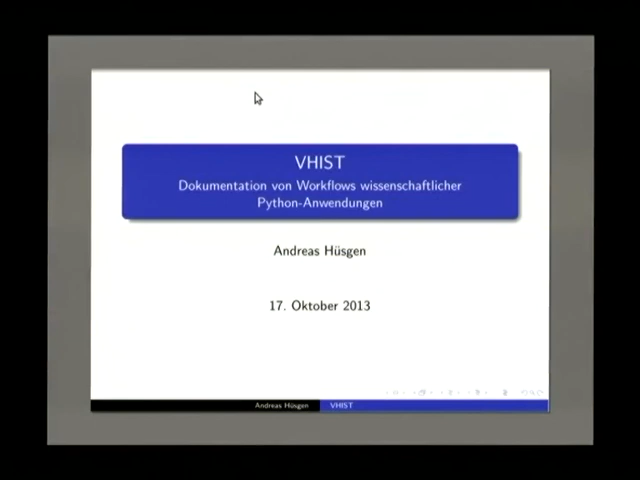 VHIST
Dokumentation von Workflows wissenschaftlicher
Python-Anwendungen
Andreas Hüsgen
17. Oktober 2013
Andreas Hüsgen VHIST